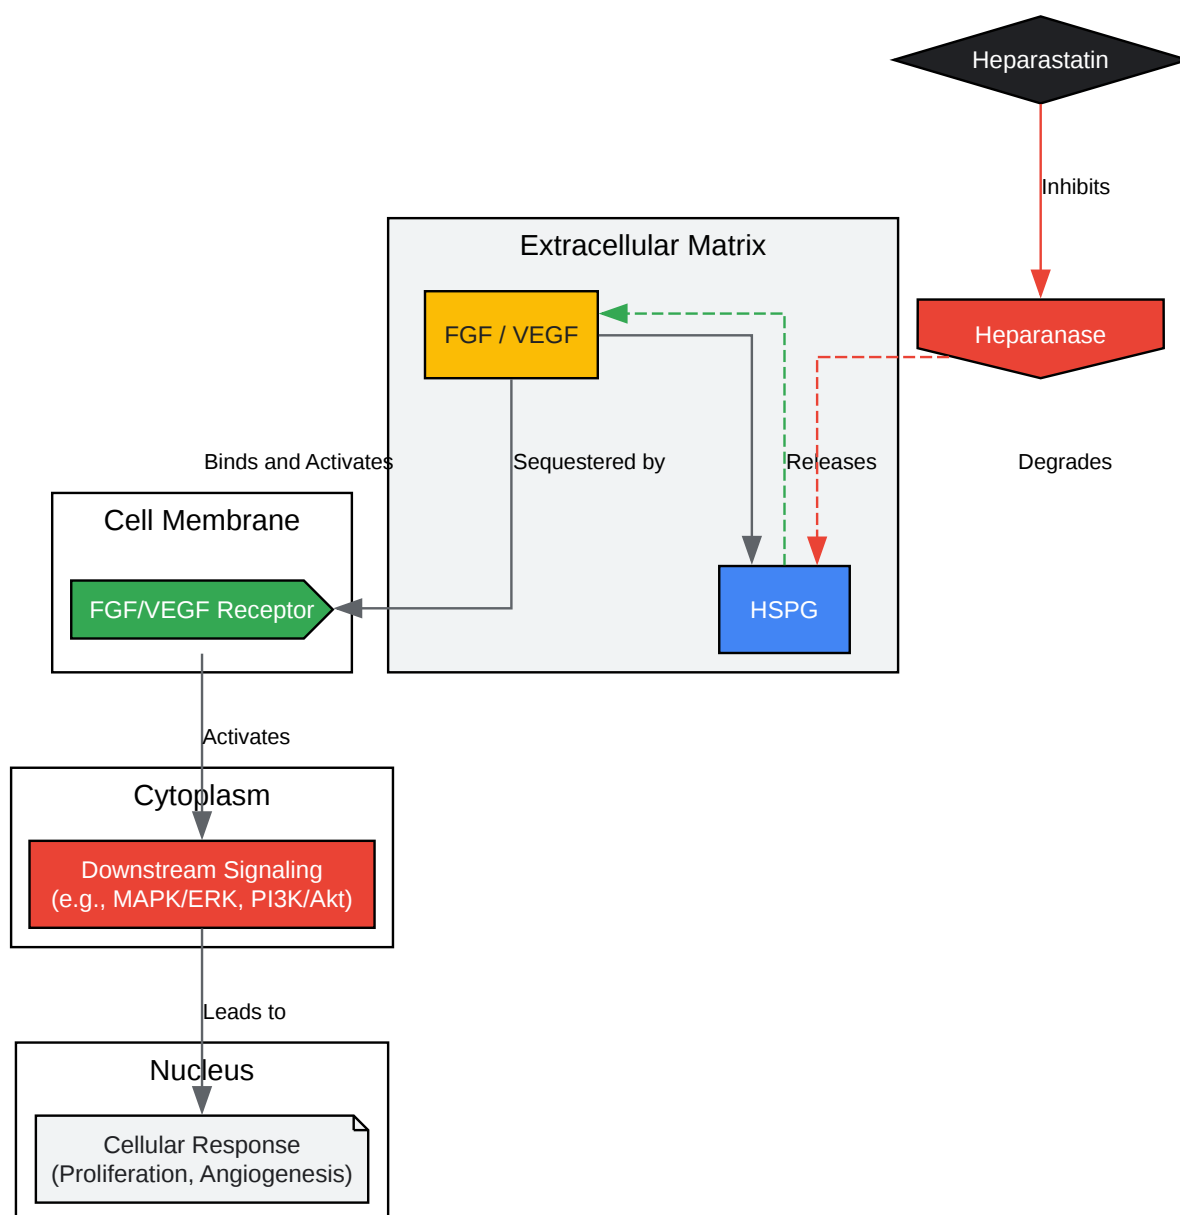 Heparastatin
Inhibits
Extracellular Matrix
FGF / VEGF
Heparanase
Binds and Activates
Sequestered by
Releases
Degrades
Cell Membrane
FGF/VEGF Receptor
HSPG
Activates
Cytoplasm
Downstream Signaling
(e.g., MAPK/ERK, PI3K/Akt)
Leads to
Nucleus
Cellular Response
(Proliferation, Angiogenesis)